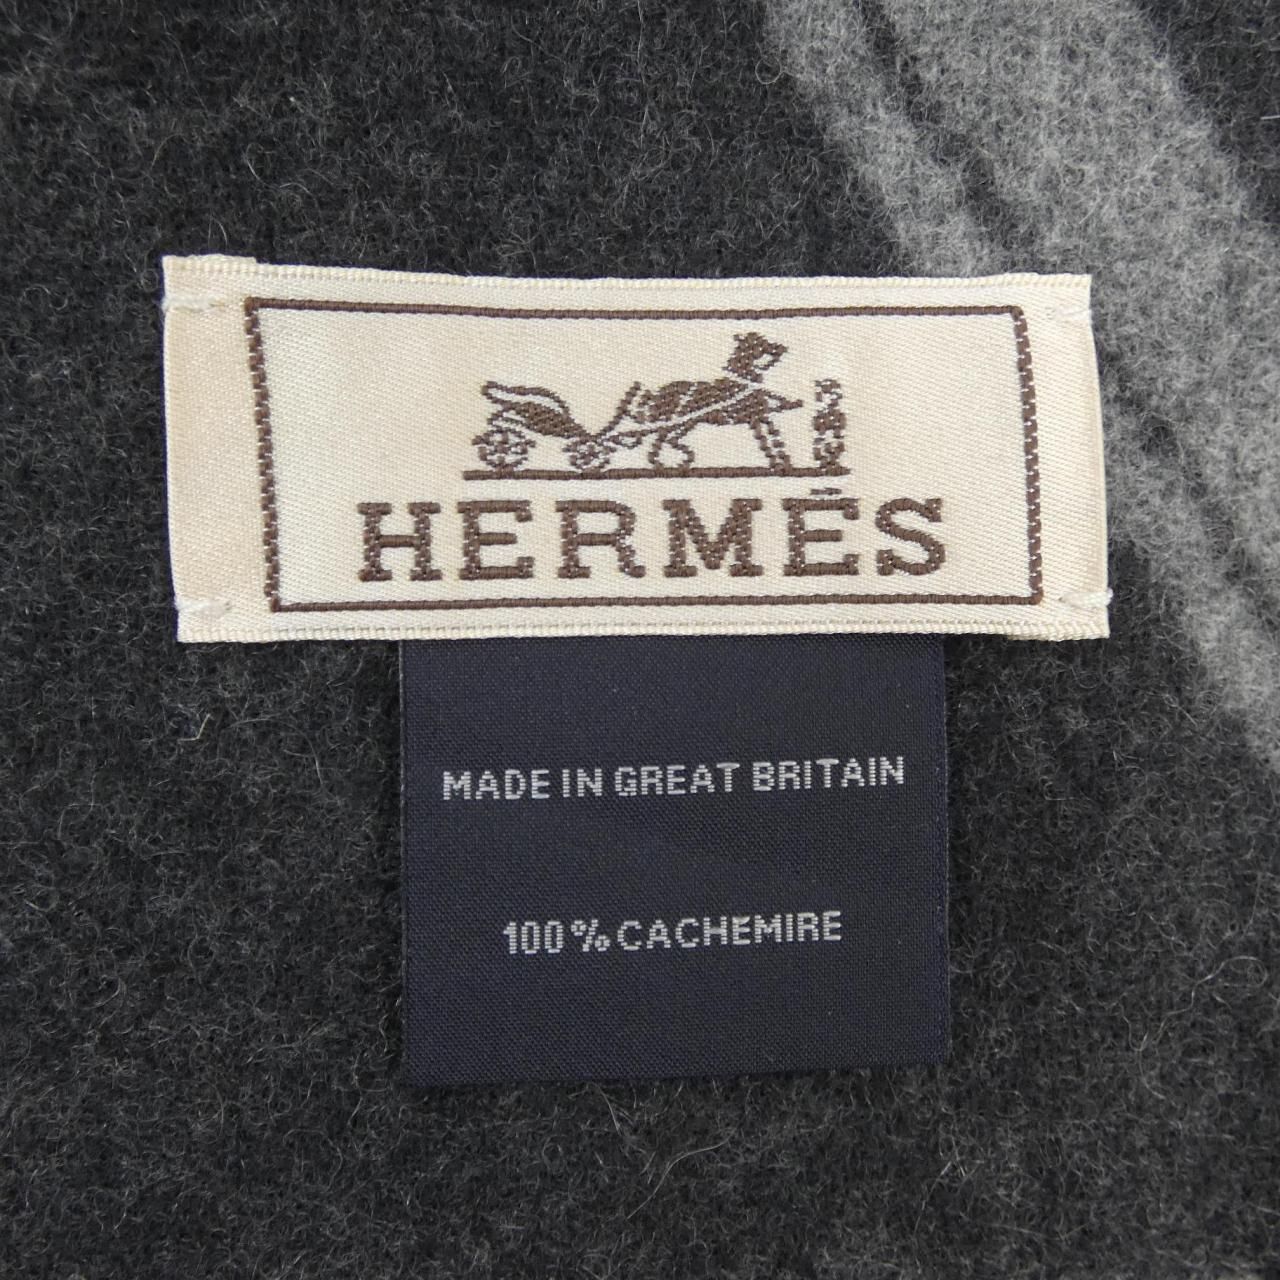 HERMÈS
MADE IN GREAT BRITAIN
100% CACHEMIRE